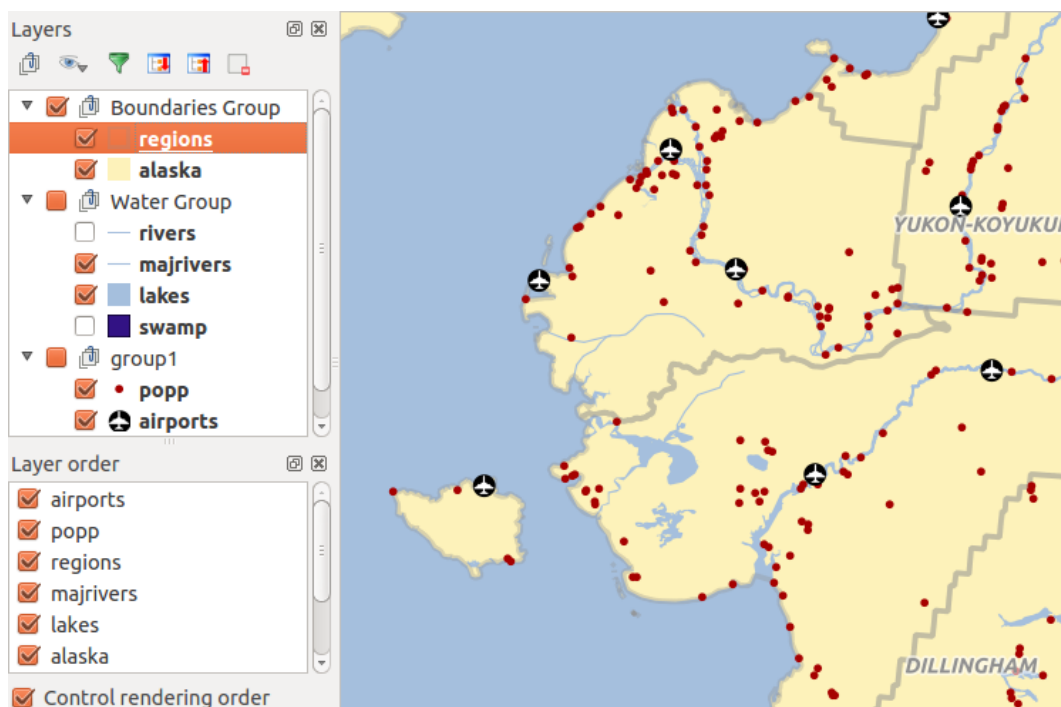 Layers
Boundaries Group
regions
alaska
Water Group
rivers
majrivers
lakes
swamp
group1
popp
airports
Layer order
airports
popp
regions
majrivers
lakes
alaska
Control rendering order
YUKON-KOYUKU
DILLINGHAM